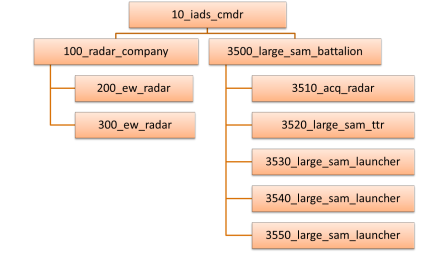 10_iads_cmdr
100_radar_company
3500_large_sam_battalion
200_ew_radar
300_ew_radar
3510_acq_radar
3520_large_sam_ttr
3530_large_sam_launcher
3540_large_sam_launcher
3550_large_sam_launcher